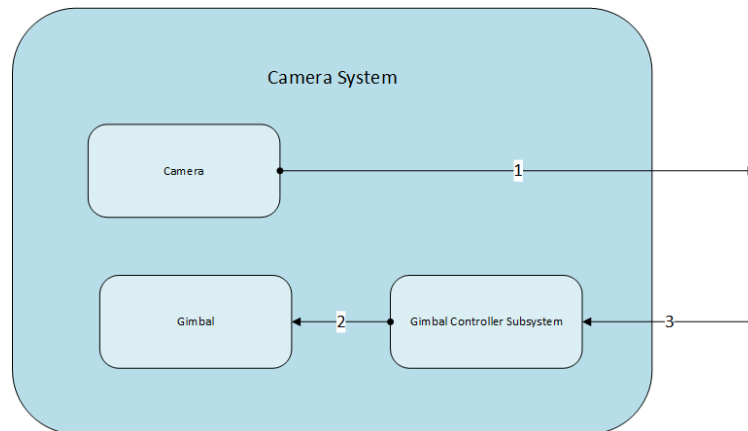 Camera System
Camera
1
Gimbal
2
Gimbal Controller Subsystem
3